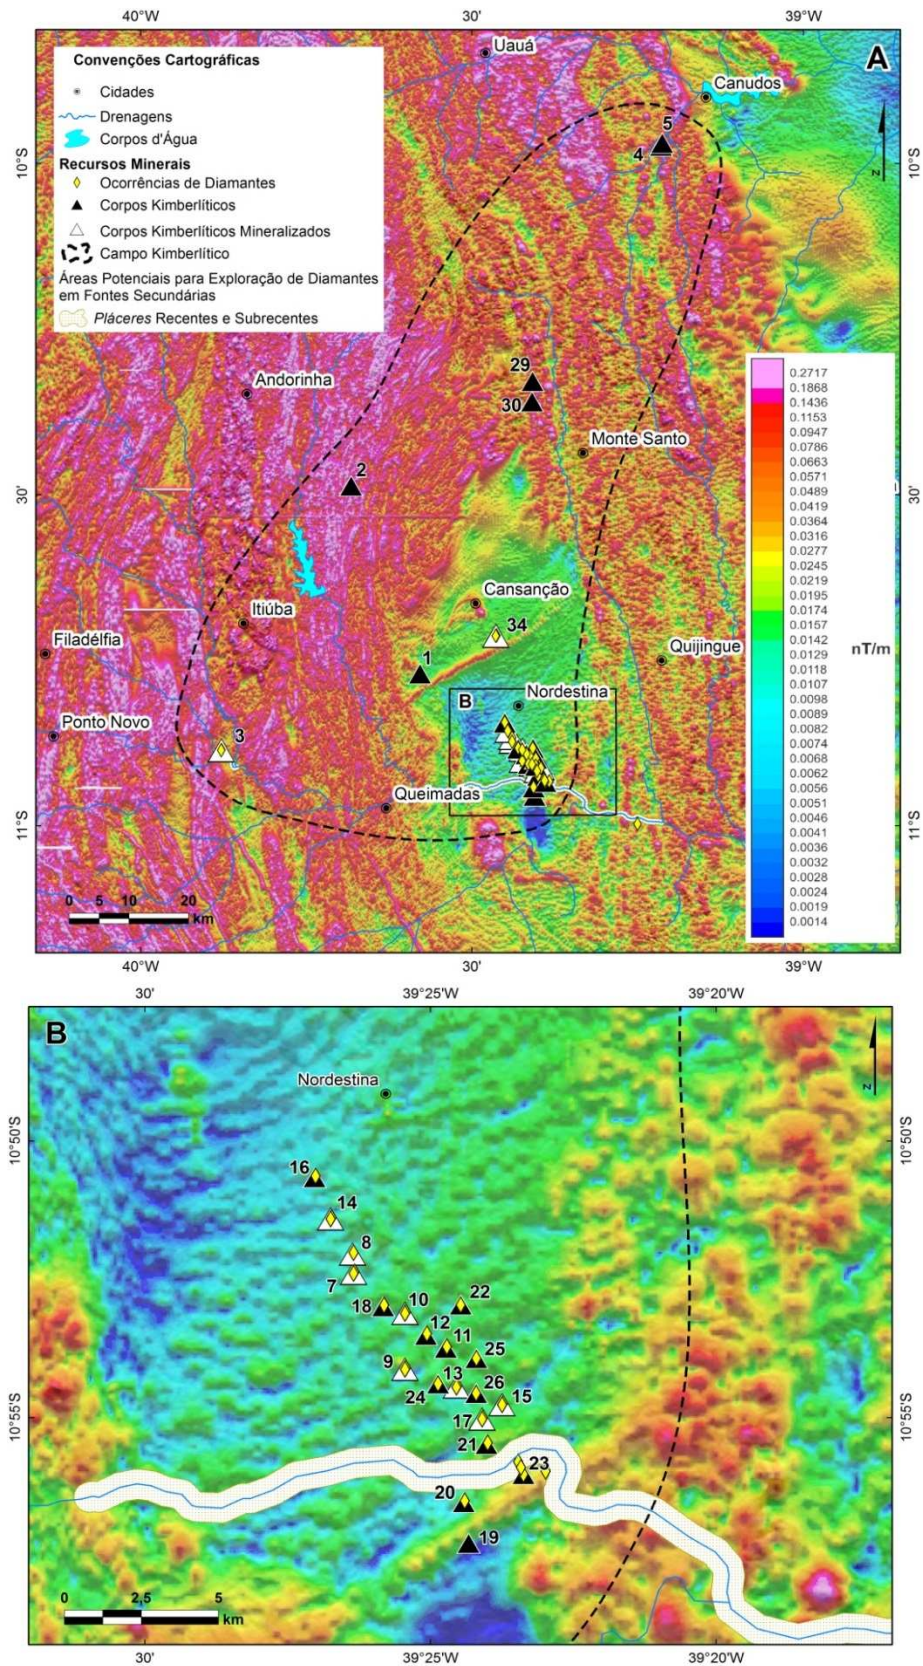 40°W
30'
39°W
A
Convenções Cartográficas
Cidades
Drenagens
Corpos d'Água
Recursos Minerais
Ocorrências de Diamantes
Corpos Kimberlíticos
Corpos Kimberlíticos Mineralizados
Campo Kimberlítico
Áreas Potenciais para Exploração de Diamantes
em Fontes Secundárias
Pláceres Recentes e Subrecentes
Uauá
Canudos
5
4
10°S
10°S
z
Andorinha
29
30
Monte Santo
2
30'
Cansanção
Itiúba
34
Filadélfia
1
Quijingue
B
Nordestina
Ponto Novo
3
Queimadas
11°S
11°S
0.2717
0.1868
0.1436
0.1153
0.0947
0.0786
0.0663
0.0571
0.0489
0.0419
0.0364
0.0316
0.0277
0.0245
0.0219
0.0195
0.0174
0.0157
0.0142
0.0129
0.0118
0.0107
0.0098
0.0089
0.0082
0.0074
0.0068
0.0062
0.0056
0.0051
0.0046
0.0041
0.0036
0.0032
0.0028
0.0024
0.0019
0.0014
nT/m
0 5 10 20
km
40°W
30'
39°W
30'
39°25'W
39°20'W
B
z
Nordestina
10°50'S
10°50'S
16
14
8
7
18
10
22
12
11
25
9
13
24
26
15
17
10°55'S
10°55'S
21
23
20
19
0 2,5 5
km
30'
39°25'W
39°20'W